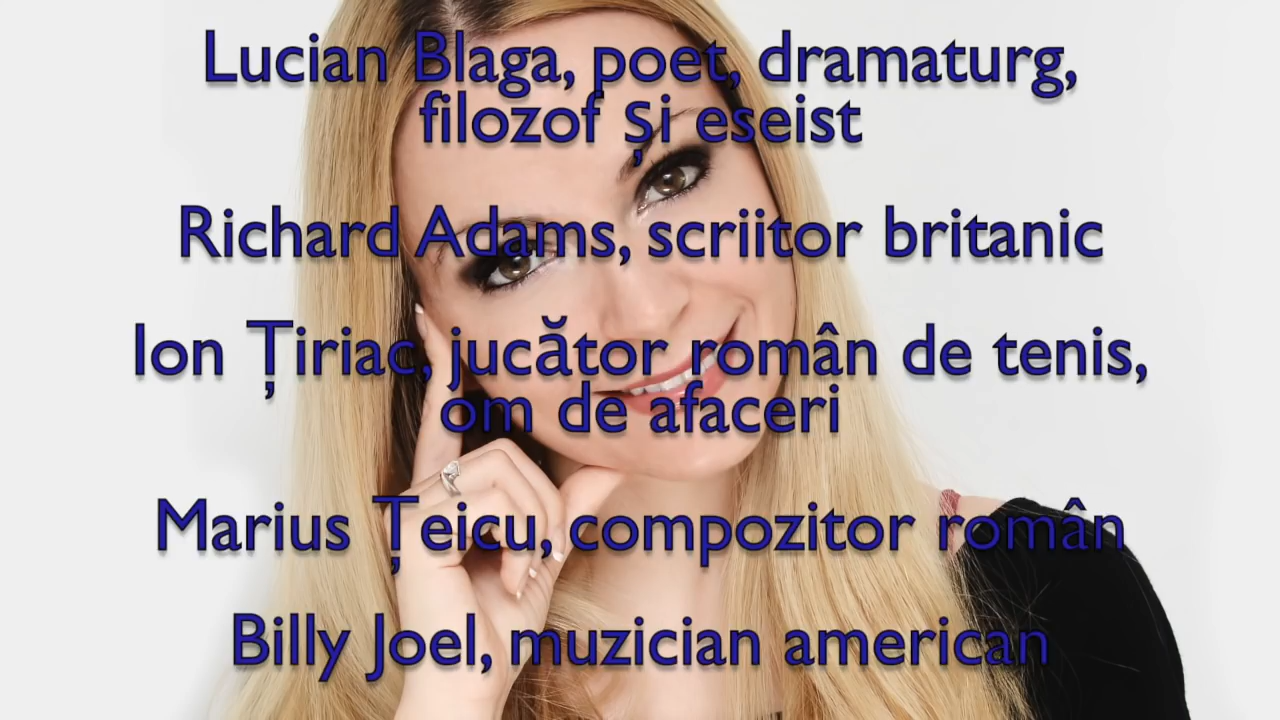 Lucian Blaga, poet, dramaturg,
filozof și eseist
Richard Adams, scriitor britanic
Ion Țiriac, jucător român de tenis,
om de afaceri
Marius Țeicu, compozitor român
Billy Joel, muzician american